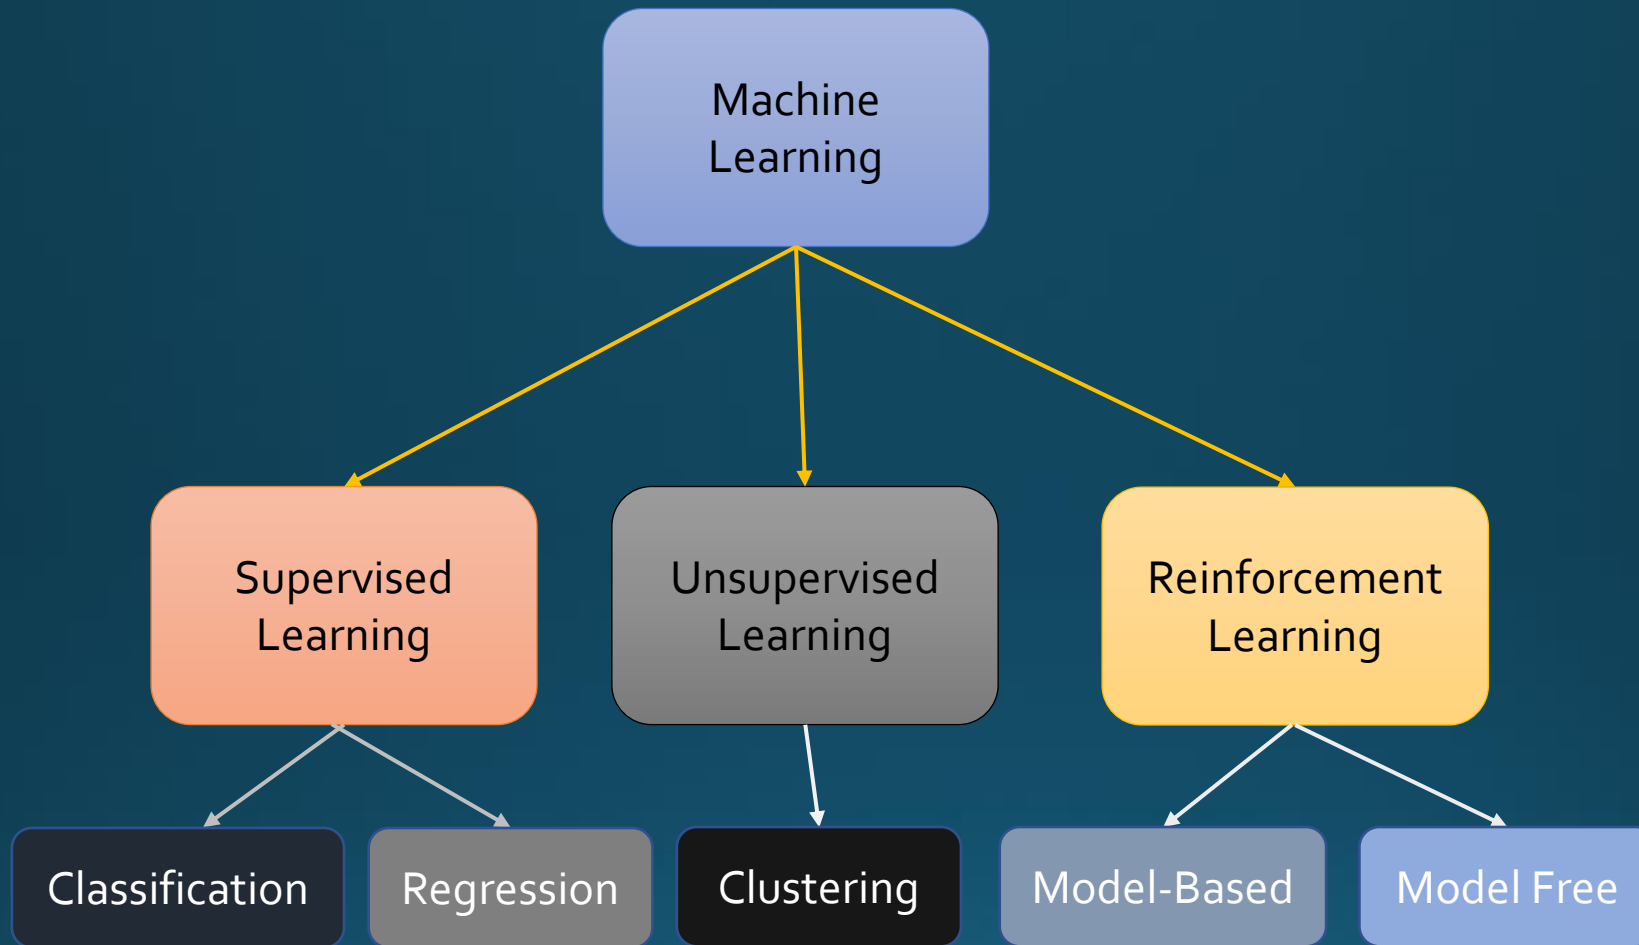 Machine
Learning
Supervised
Learning
Unsupervised
Learning
Reinforcement
Learning
Classification
Regression
Clustering
Model-Based
Model Free